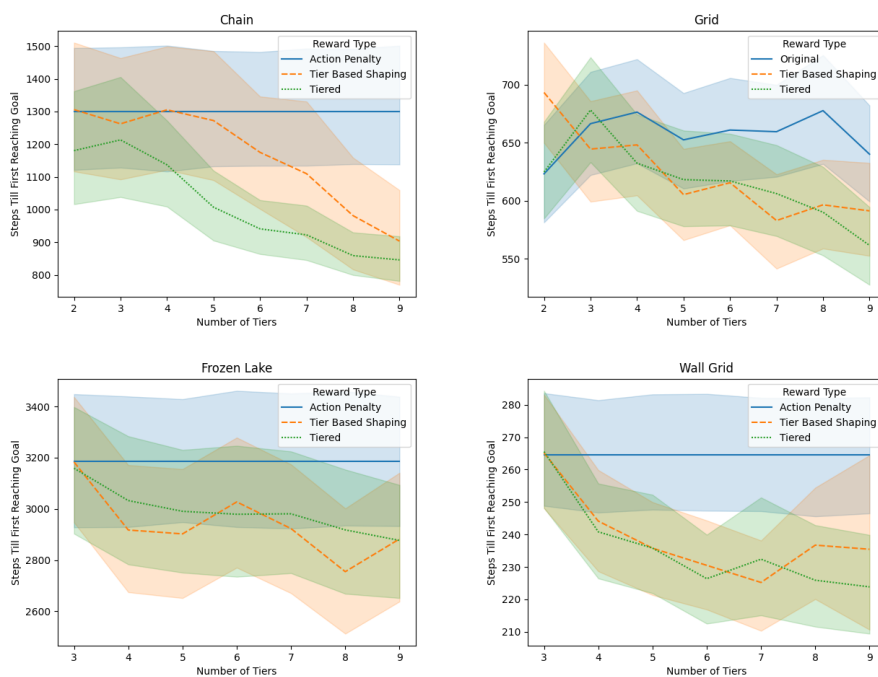 Chain
Steps Till First Reaching Goal
1500
1400
1300
1200
1100
1000
900
800
Reward Type
Action Penalty
Tier Based Shaping
Tiered
2 3 4 5 6 7 8 9
Number of Tiers
Grid
Steps Till First Reaching Goal
700
650
600
550
Reward Type
Original
Tier Based Shaping
Tiered
2 3 4 5 6 7 8 9
Number of Tiers
Frozen Lake
Steps Till First Reaching Goal
3400
3200
3000
2800
2600
Reward Type
Action Penalty
Tier Based Shaping
Tiered
3 4 5 6 7 8 9
Number of Tiers
Wall Grid
Steps Till First Reaching Goal
280
270
260
250
240
230
220
210
Reward Type
Action Penalty
Tier Based Shaping
Tiered
3 4 5 6 7 8 9
Number of Tiers